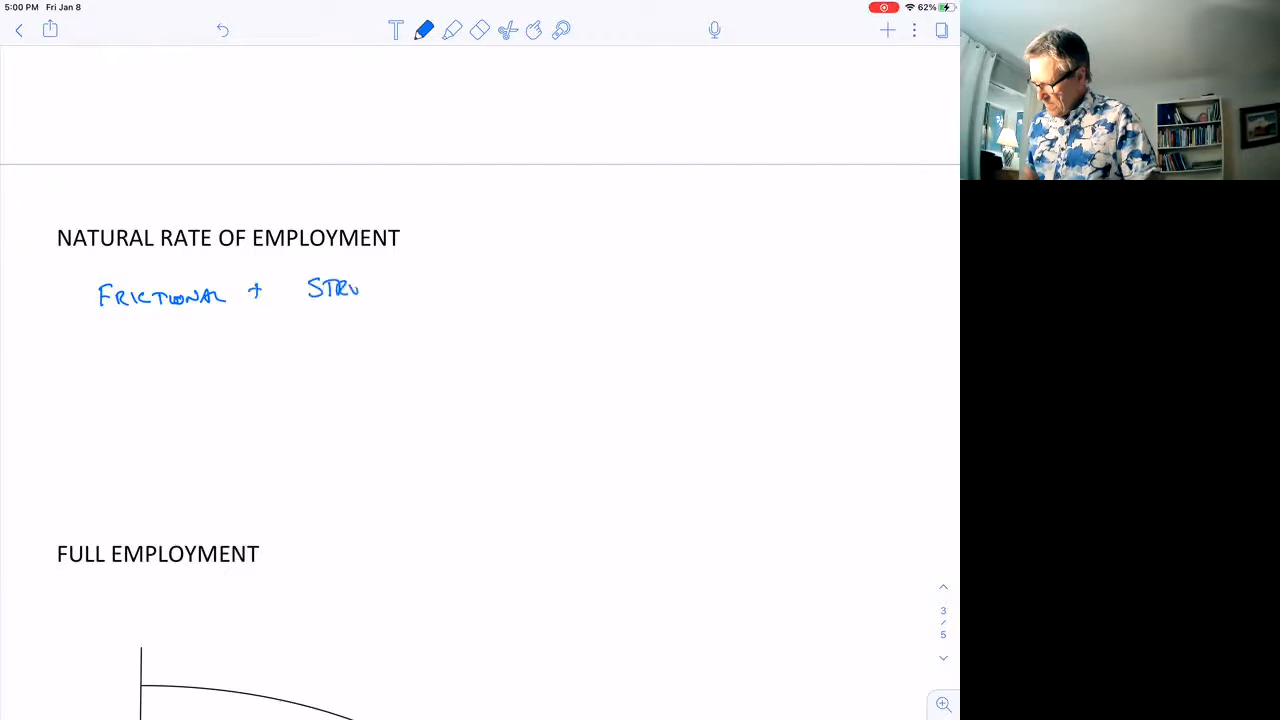 5:00 PM Fri Jan 8
62%
NATURAL RATE OF EMPLOYMENT
FRICTIONAL + STRU
FULL EMPLOYMENT
3
/
5